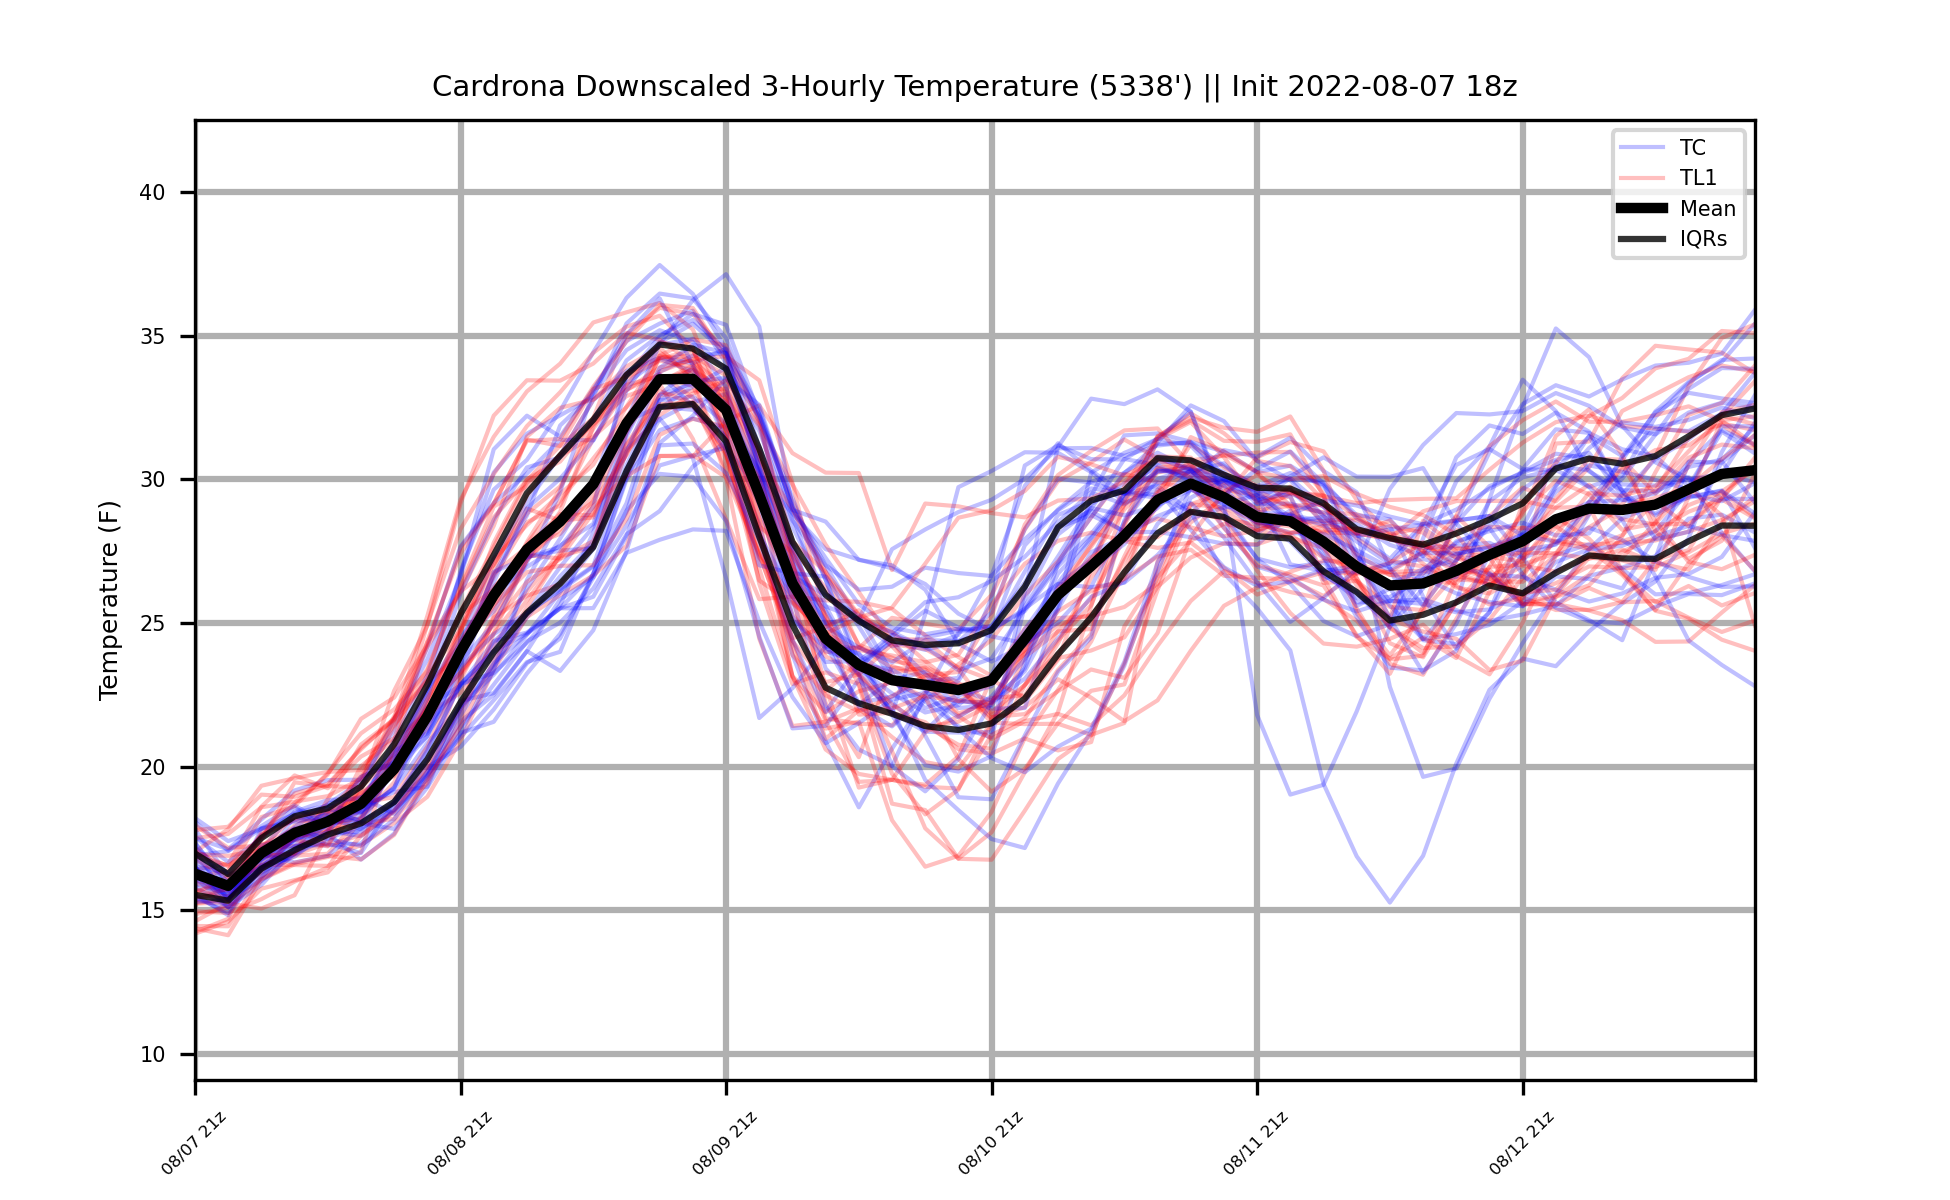 Cardrona Downscaled 3-Hourly Temperature (5338') || Init 2022-08-07 18z
TC
TL1
Mean
IQRs
Temperature (F)
40
35
30
25
20
15
10
08/07 21z
08/08 21z
08/09 21z
08/10 21z
08/11 21z
08/12 21z